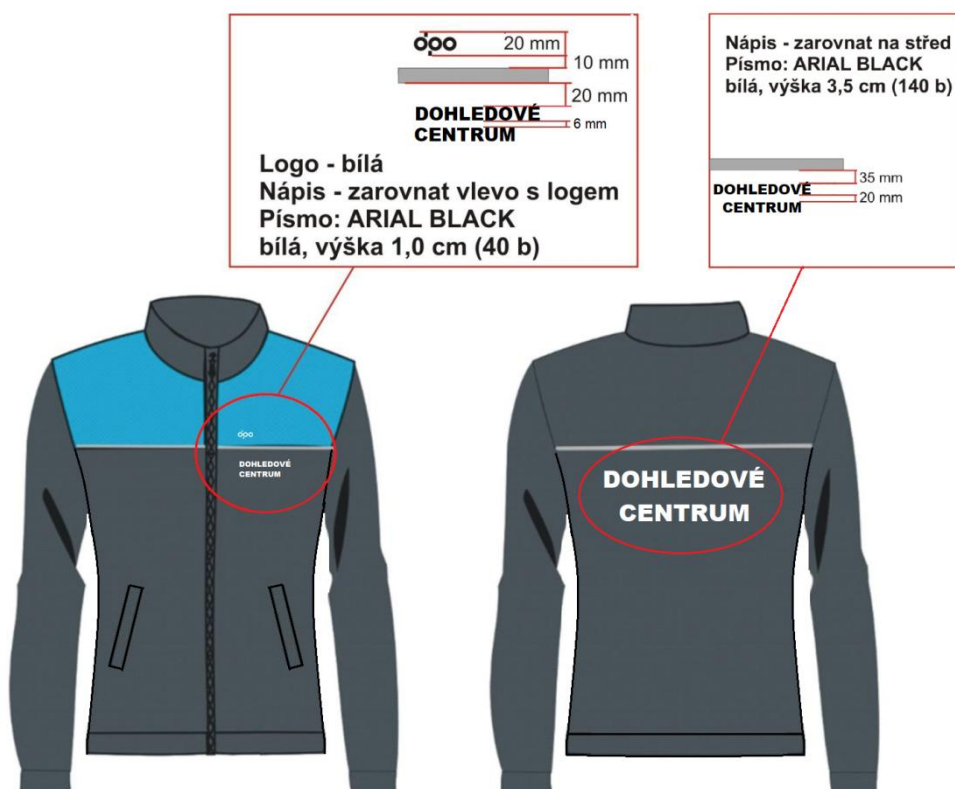 dpo 20 mm
10 mm
20 mm
DOHLEDOVÉ
CENTRUM
6 mm
Logo - bílá
Nápis - zarovnat vlevo s logem
Písmo: ARIAL BLACK
bílá, výška 1,0 cm (40 b)
Nápis - zarovnat na střed
Písmo: ARIAL BLACK
bílá, výška 3,5 cm (140 b)
35 mm
DOHLEDOVÉ
20 mm
CENTRUM
dpo
DOHLEDOVÉ
CENTRUM
DOHLEDOVÉ
CENTRUM